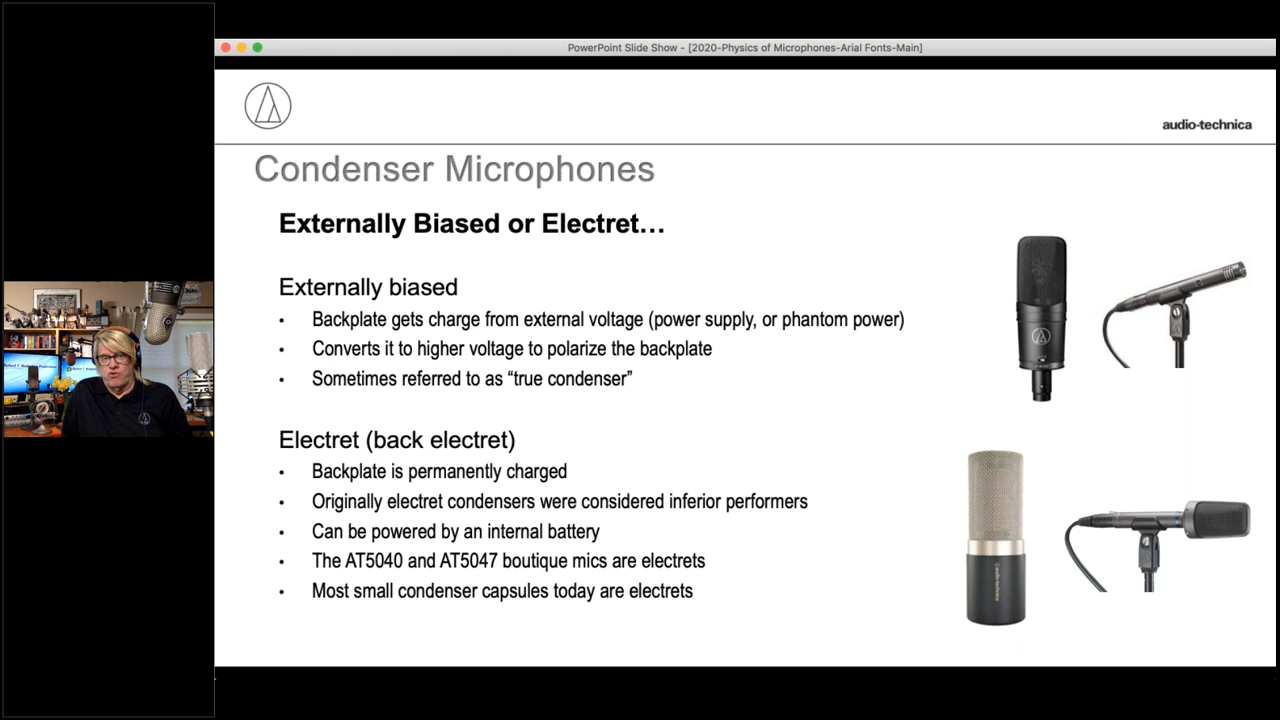 PowerPoint Slide Show - [2020-Physics of Microphones-Arial Fonts-Main]
audio-technica
Condenser Microphones
Externally Biased or Electret…
Externally biased
• Backplate gets charge from external voltage (power supply, or phantom power)
• Converts it to higher voltage to polarize the backplate
• Sometimes referred to as “true condenser”
Electret (back electret)
• Backplate is permanently charged
• Originally electret condensers were considered inferior performers
• Can be powered by an internal battery
• The AT5040 and AT5047 boutique mics are electrets
• Most small condenser capsules today are electrets